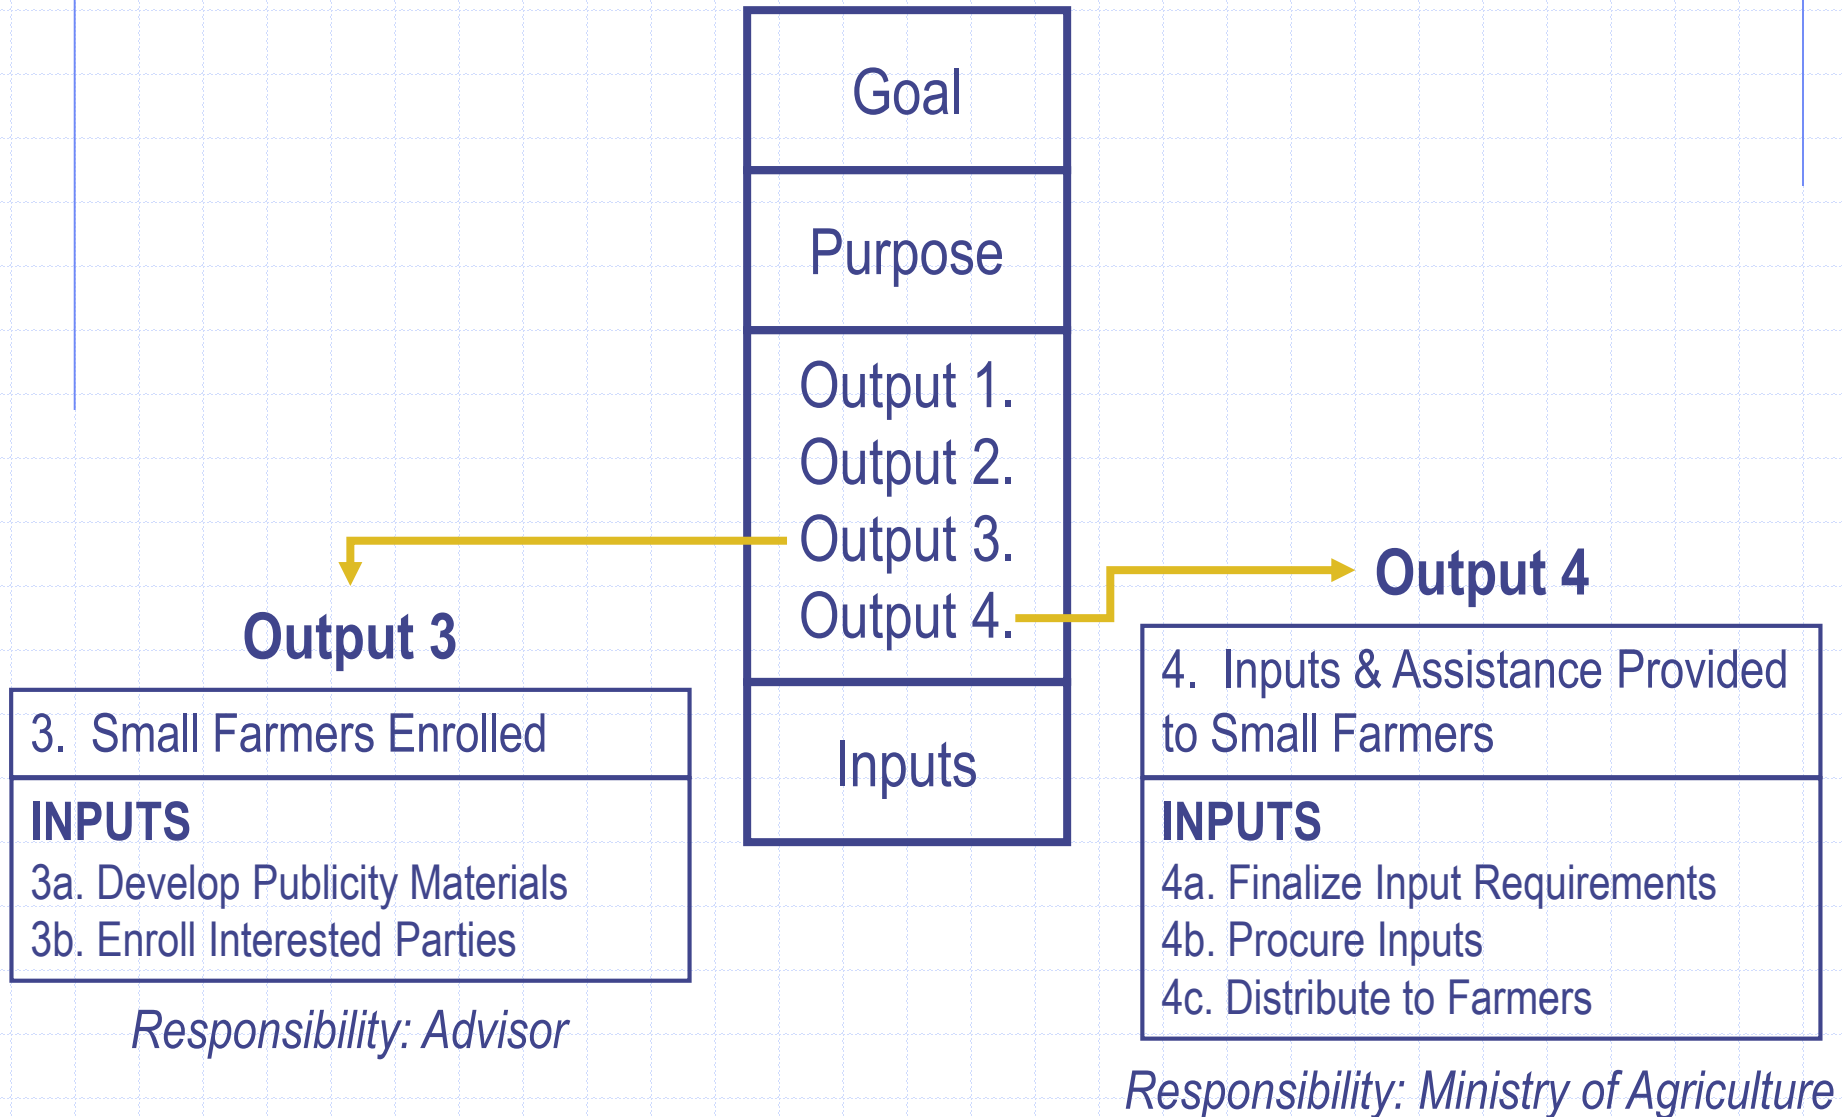 Goal
Purpose
Output 1.
Output 2.
Output 3.
Output 4.
Inputs
Output 3
3. Small Farmers Enrolled
INPUTS
3a. Develop Publicity Materials
3b. Enroll Interested Parties
Responsibility: Advisor
Output 4
4. Inputs & Assistance Provided
to Small Farmers
INPUTS
4a. Finalize Input Requirements
4b. Procure Inputs
4c. Distribute to Farmers
Responsibility: Ministry of Agriculture